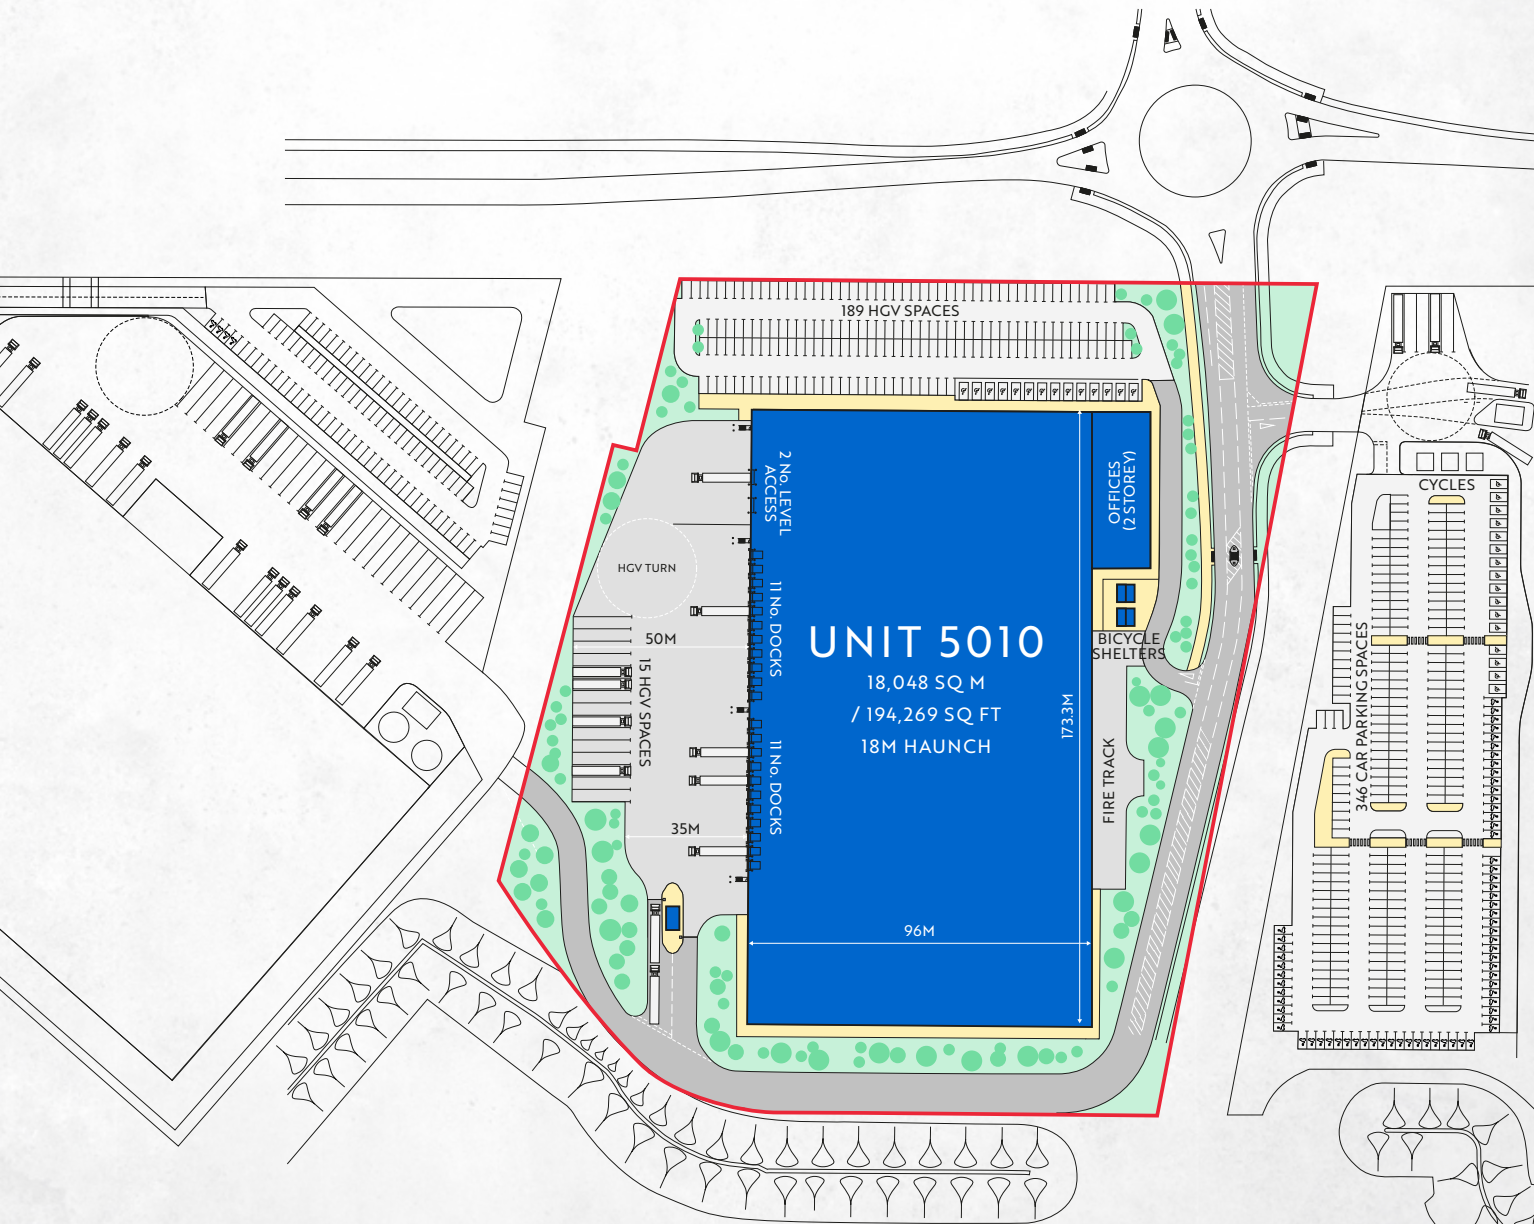 189 HGV SPACES
2 No. LEVEL
ACCESS
OFFICES
(2 STOREY)
CYCLES
HGV TURN
11 No. DOCKS
50M
UNIT 5010
18,048 SQ M
/ 194,269 SQ FT
18M HAUNCH
BICYCLE
SHELTERS
15 HGV SPACES
173.3M
346 CAR PARKING SPACES
11 No. DOCKS
FIRE TRACK
35M
96M